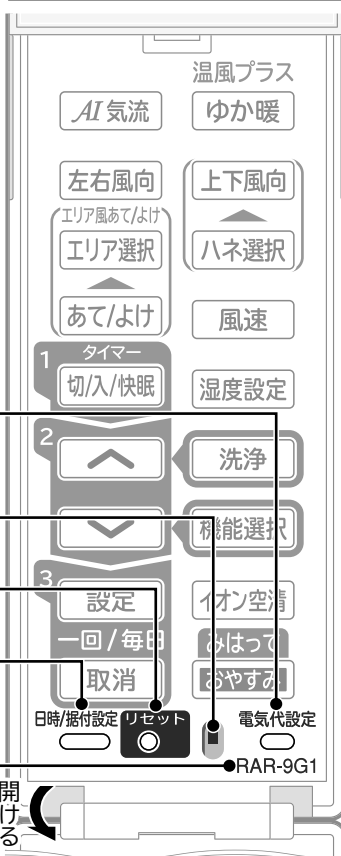 温風プラス
AI 気流
ゆか暖
左右風向
上下風向
エリア風あて/よけ
エリア選択
ハネ選択
あて/よけ
風速
1
タイマー
切/入/快眠
湿度設定
2
洗浄
機能選択
3
設定
イオン空清
一回/毎日
みはって
取消
おやすみ
日時/据付設定
リセット
電気代設定
RAR-9G1
開ける